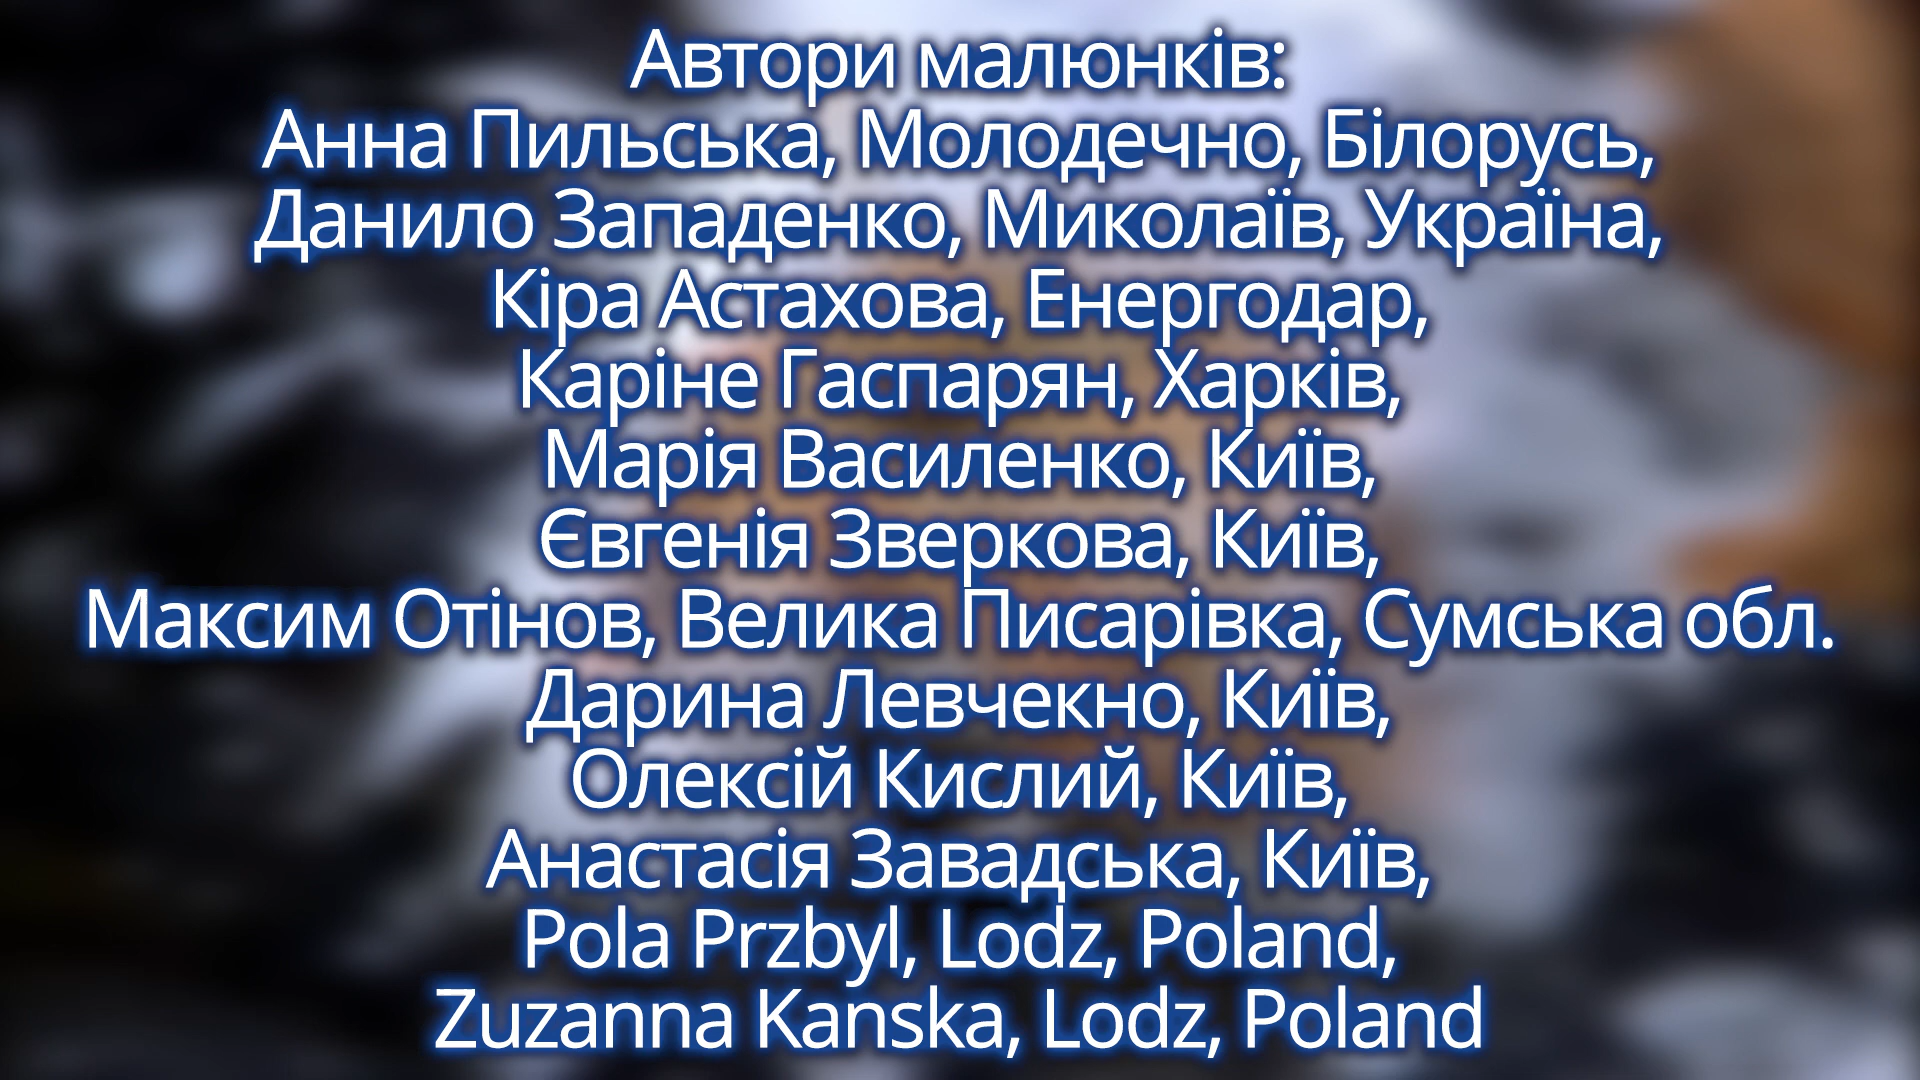 Автори малюнків:
Анна Пильська, Молодечно, Білорусь,
Данило Западенко, Миколаїв, Україна,
Кіра Астахова, Енергодар,
Каріне Гаспарян, Харків,
Марія Василенко, Київ,
Євгенія Зверкова, Київ,
Максим Отінов, Велика Писарівка, Сумська обл.
Дарина Левчекно, Київ,
Олексій Кислий, Київ,
Анастасія Завадська, Київ,
Pola Przbyl, Lodz, Poland,
Zuzanna Kanska, Lodz, Poland